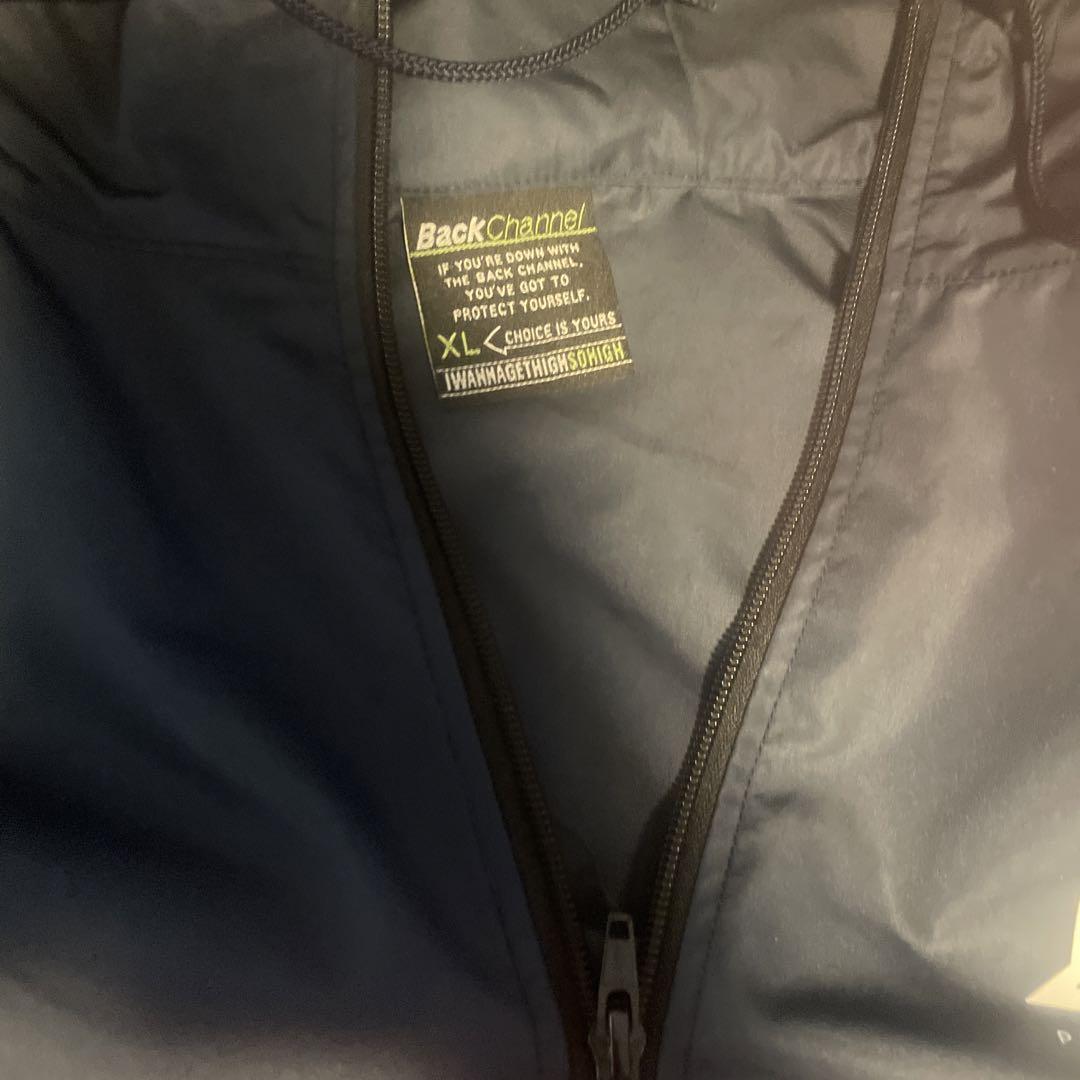 BackChannel
IF YOU'RE DOWN WITH
THE BACK CHANNEL,
YOU'VE GOT TO
PROTECT YOURSELF.
XL CHOICE IS YOURS
IWANNAGETHIGHSOHIGH